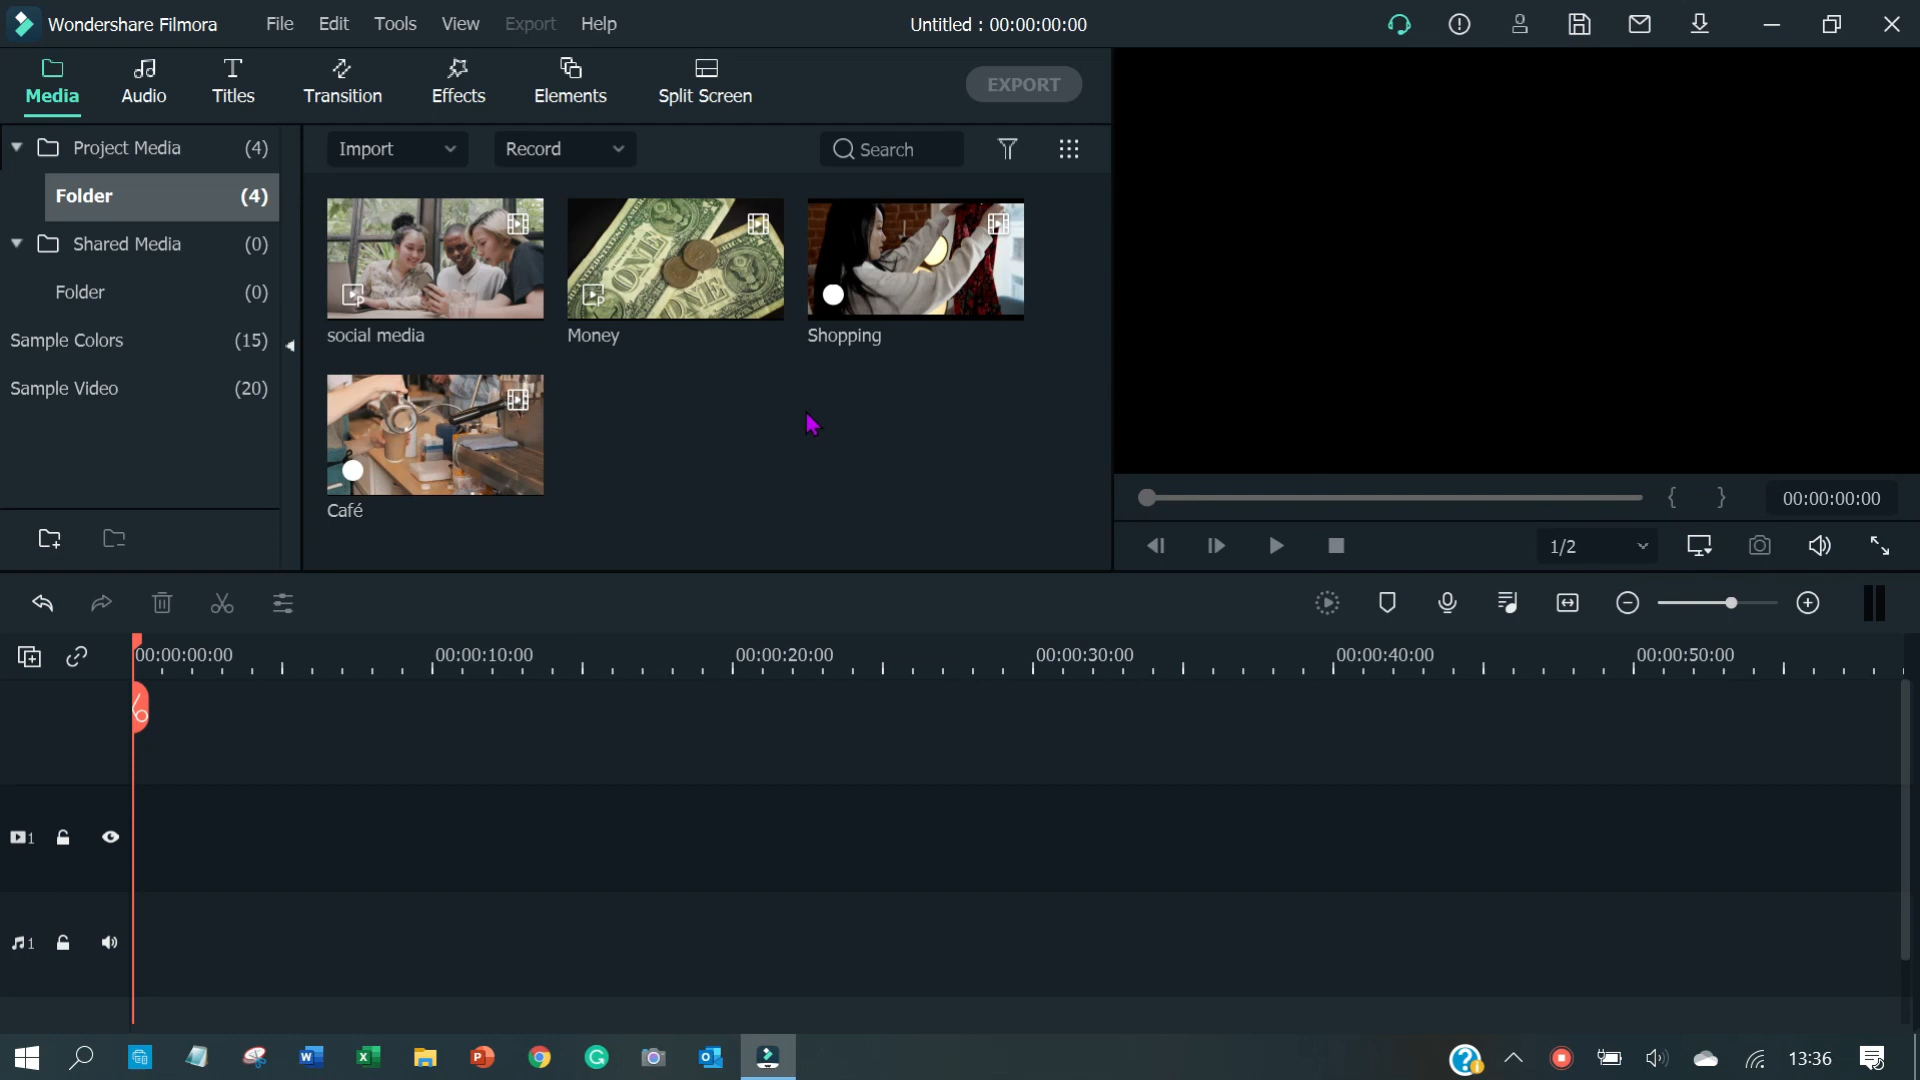 Wondershare Filmora File Edit Tools View Export Help Untitled : 00:00:00:00
Media Audio Titles Transition Effects Elements Split Screen EXPORT
Project Media (4)
Folder (4)
Shared Media (0)
Folder (0)
Sample Colors (15)
Sample Video (20)
Import Record Search
social media Money Shopping
Café
00:00:00:00
1/2
00:00:00:00 00:00:10:00 00:00:20:00 00:00:30:00 00:00:40:00 00:00:50:00
1
1
13:36